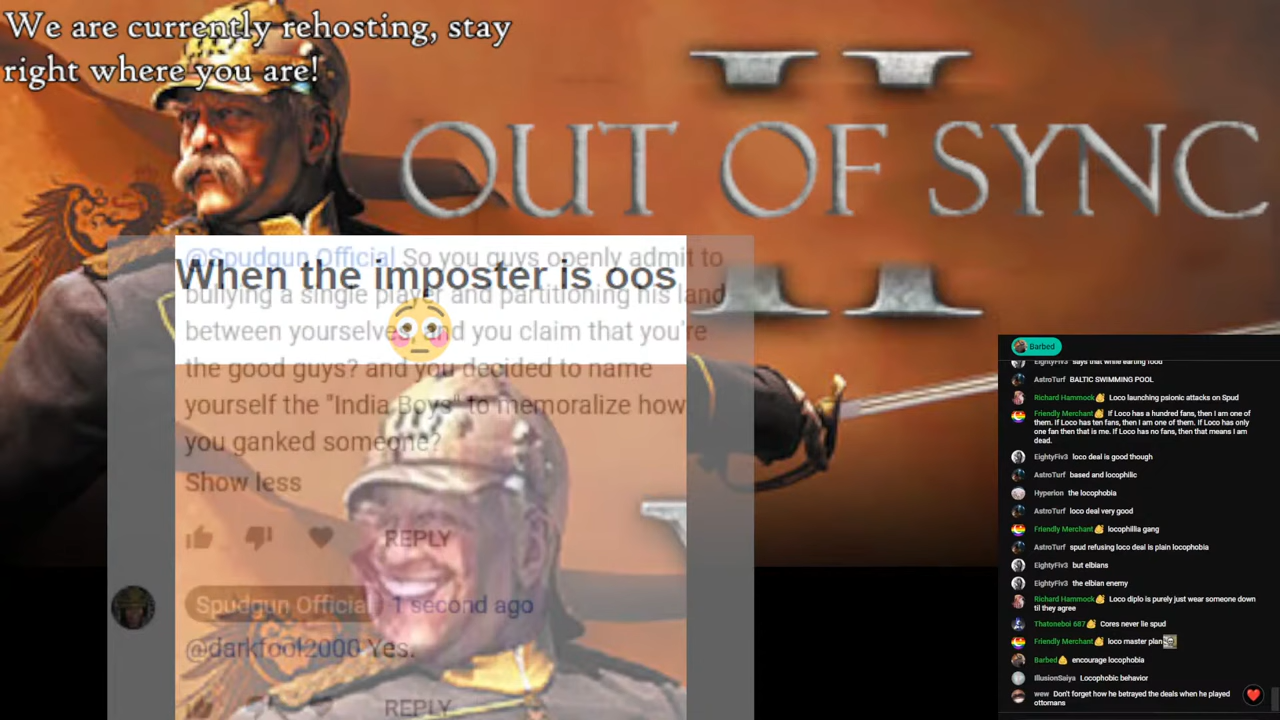 We are currently rehosting, stay
right where you are!
II
OUT OF SYNC
@Spudgun Official So you guys openly admit to
When the imposter is oos
bullying a single player and partitioning his land
😳
between yourselves, and you claim that you're
the good guys? and you decided to name
yourself the "India Boys" to memoralize how
you ganked someone?
Show less
REPLY
Spudgun Official 1 second ago
@darkfool2000 Yes.
REPLY
Barbed
EightyFiv3 says that while earting food
AstroTurf BALTIC SWIMMING POOL
Richard Hammock Loco launching psionic attacks on Spud
Friendly Merchant If Loco has a hundred fans, then I am one of
them. If Loco has ten fans, then I am one of them. If Loco has only
one fan then that is me. If Loco has no fans, then that means I am
dead.
EightyFiv3 loco deal is good though
AstroTurf based and locophilic
Hyperion the locophobia
AstroTurf loco deal very good
Friendly Merchant locophillia gang
AstroTurf spud refusing loco deal is plain locophobia
EightyFiv3 but elbians
EightyFiv3 the elbian enemy
Richard Hammock Loco diplo is purely just wear someone down
til they agree
Thatoneboi 687 Cores never lie spud
Friendly Merchant loco master plan
Barbed encourage locophobia
IllusionSaiya Locophobic behavior
wew Don't forget how he betrayed the deals when he played
ottomans